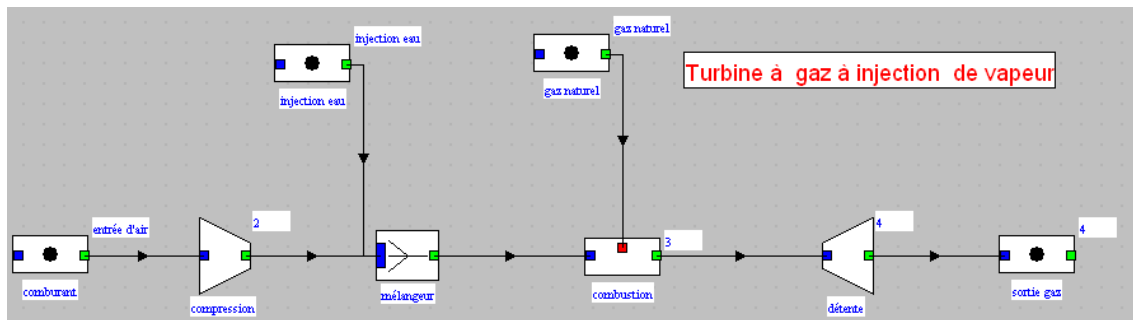 injection eau
gaz naturel
Turbine à gaz à injection de vapeur
injection eau
gaz naturel
entrée d'air
2
3
4
4
comburant
compression
mélangeur
combustion
détente
sortie gaz